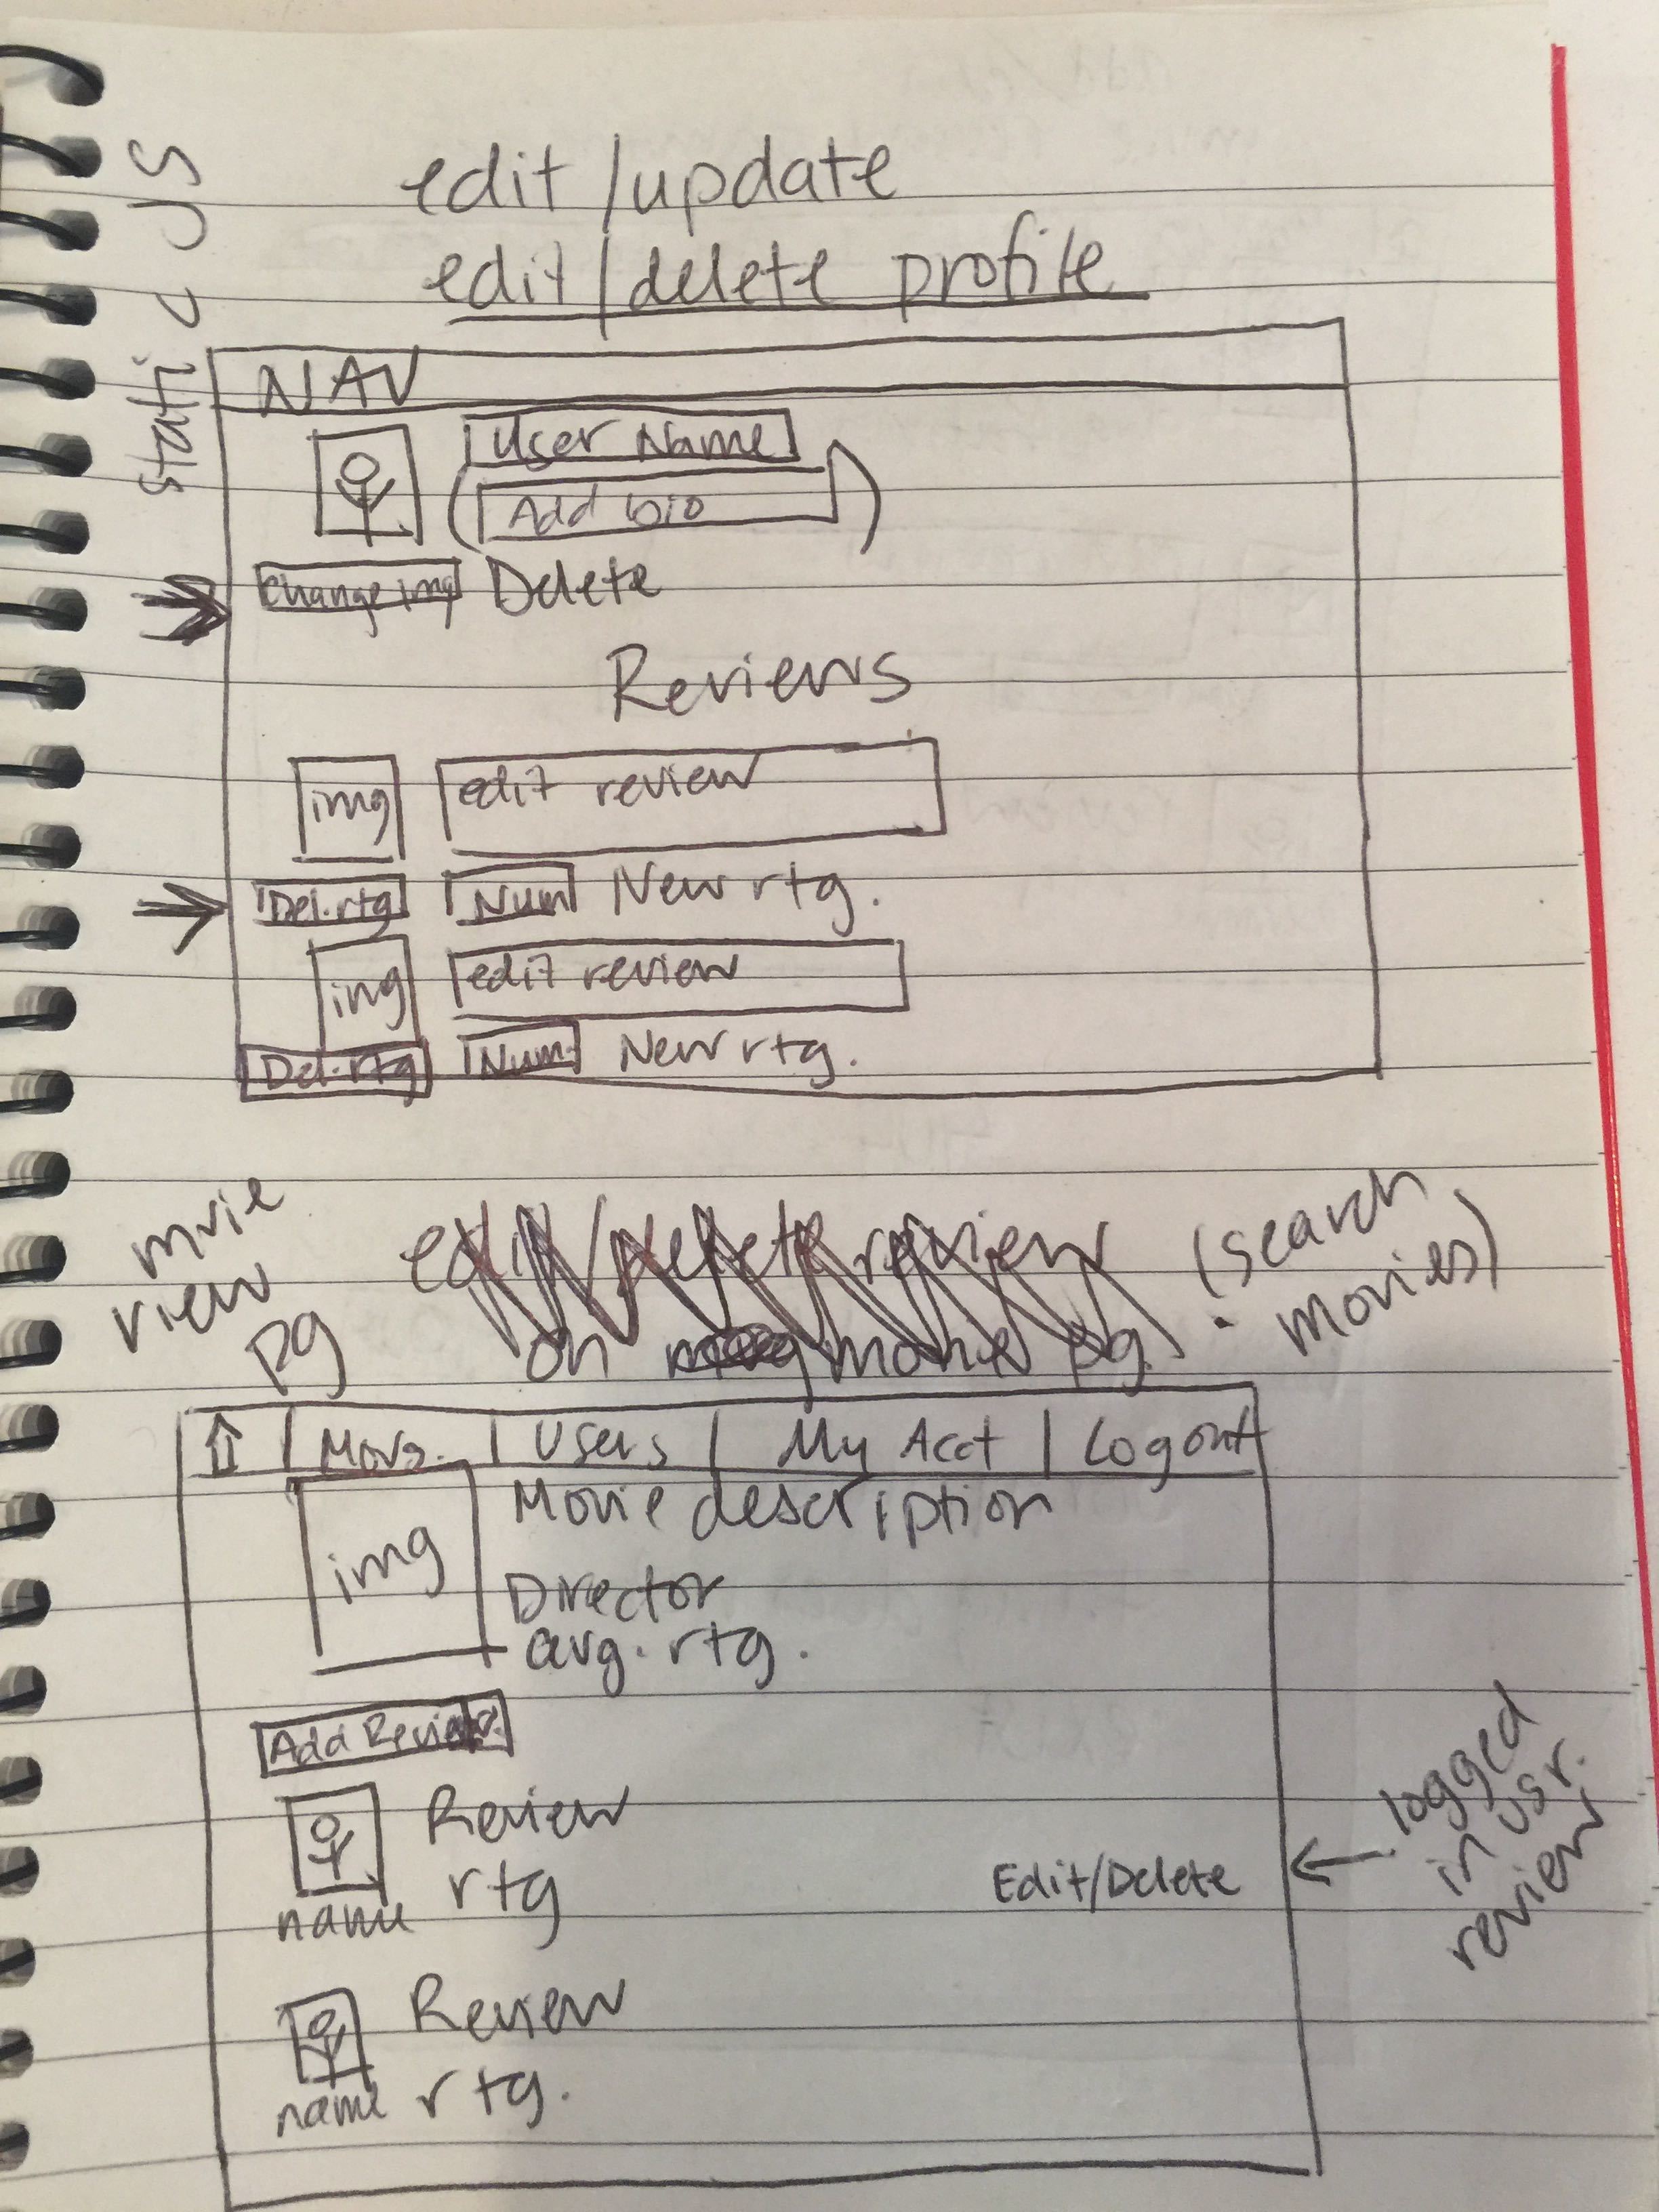 static JS
edit/update
edit/delete profile
NAV
User Name
Add bio
Change img Delete
Reviews
img edit review
Del.rtg Num New rtg.
img edit review
Del.rtg Num New rtg.
movie
view
pg
edit/delete review
on movie pg.
(search
movies)
Movs. | Users | My Acct | Logout
img
Movie description
Director
avg. rtg.
Add Review
Review
rtg
name
Edit/Delete
logged
in usr.
review
Review
rtg.
name